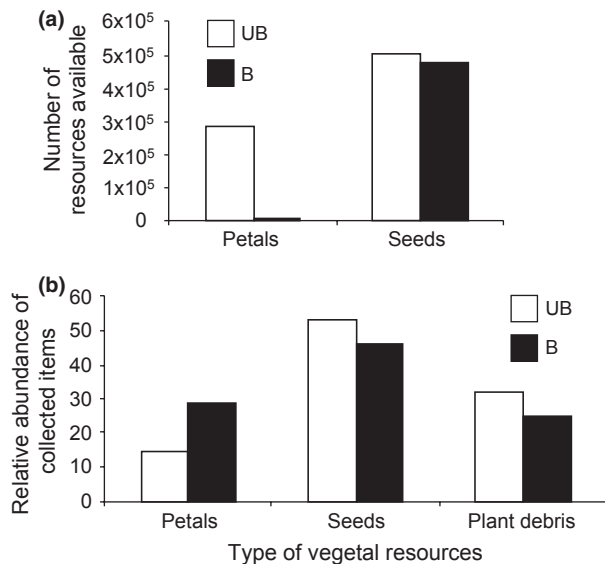 (a)
Number of
resources available
6x10⁵
5x10⁵
4x10⁵
3x10⁵
2x10⁵
1x10⁵
0
UB
B
Petals
Seeds
(b)
Relative abundance of
collected items
60
50
40
30
20
10
0
UB
B
Petals
Seeds
Plant debris
Type of vegetal resources